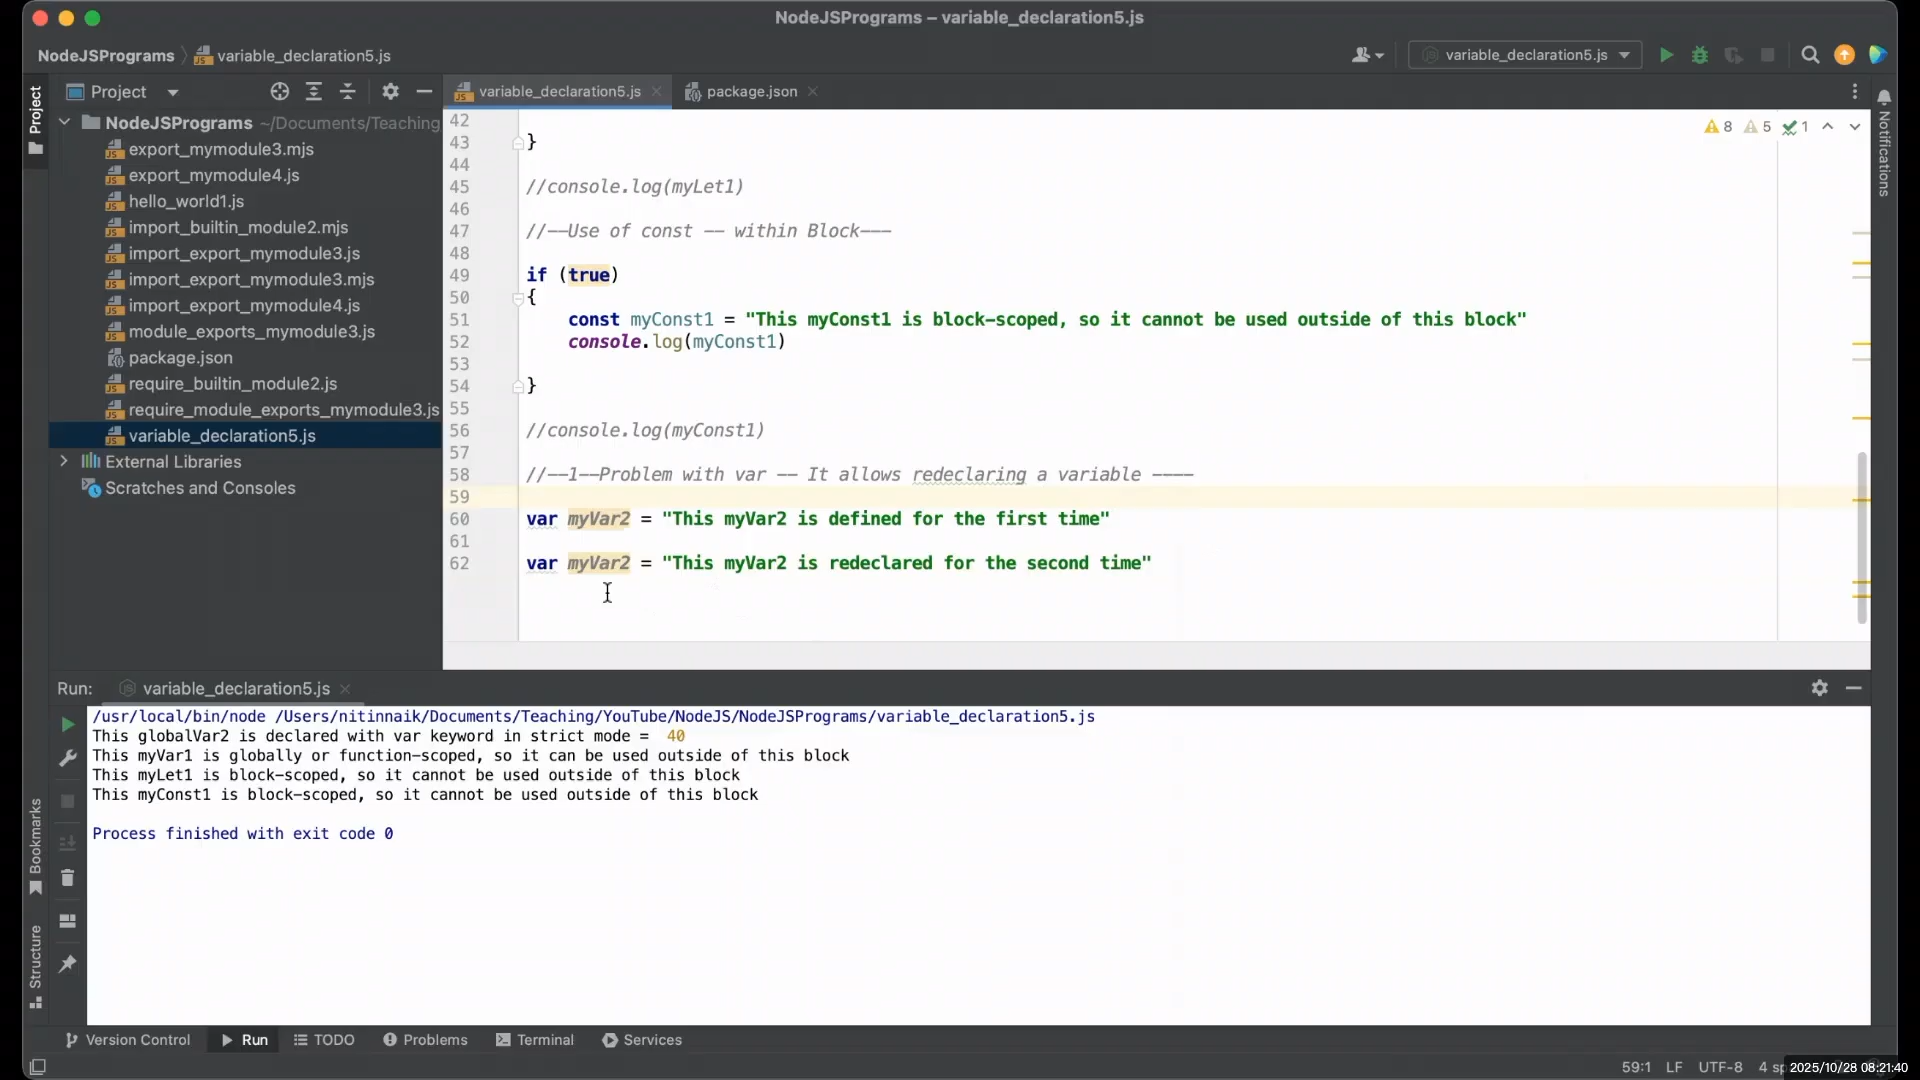 NodeJSPrograms – variable_declaration5.js
NodeJSPrograms
variable_declaration5.js
variable_declaration5.js
Project
Project
variable_declaration5.js
package.json
Notifications
NodeJSPrograms ~/Documents/Teaching
export_mymodule3.mjs
export_mymodule4.js
hello_world1.js
import_builtin_module2.mjs
import_export_mymodule3.js
import_export_mymodule3.mjs
import_export_mymodule4.js
module_exports_mymodule3.js
package.json
require_builtin_module2.js
require_module_exports_mymodule3.js
variable_declaration5.js
External Libraries
Scratches and Consoles
8 5 1
42
43 }
44
45 //console.log(myLet1)
46
47 //--Use of const -- within Block---
48
49 if (true)
50 {
51 const myConst1 = "This myConst1 is block-scoped, so it cannot be used outside of this block"
52 console.log(myConst1)
53
54 }
55
56 //console.log(myConst1)
57
58 //--1--Problem with var -- It allows redeclaring a variable ----
59
60 var myVar2 = "This myVar2 is defined for the first time"
61
62 var myVar2 = "This myVar2 is redeclared for the second time"
Run: variable_declaration5.js
/usr/local/bin/node /Users/nitinnaik/Documents/Teaching/YouTube/NodeJS/NodeJSPrograms/variable_declaration5.js
This globalVar2 is declared with var keyword in strict mode =  40
This myVar1 is globally or function-scoped, so it can be used outside of this block
This myLet1 is block-scoped, so it cannot be used outside of this block
This myConst1 is block-scoped, so it cannot be used outside of this block
Process finished with exit code 0
Bookmarks
Structure
Version Control
Run
TODO
Problems
Terminal
Services
59:1 LF UTF-8 4 sp
2025/10/28 08:21:40